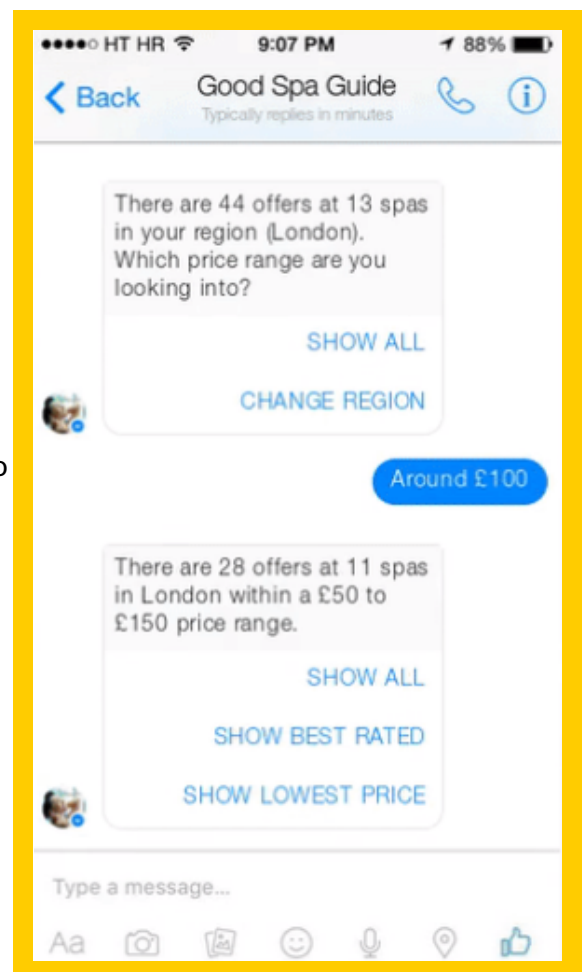 HT HR 9:07 PM 88%
Back Good Spa Guide
Typically replies in minutes
There are 44 offers at 13 spas
in your region (London).
Which price range are you
looking into?
SHOW ALL
CHANGE REGION
o
Around £100
There are 28 offers at 11 spas
in London within a £50 to
£150 price range.
SHOW ALL
SHOW BEST RATED
SHOW LOWEST PRICE
Type a message...
Aa